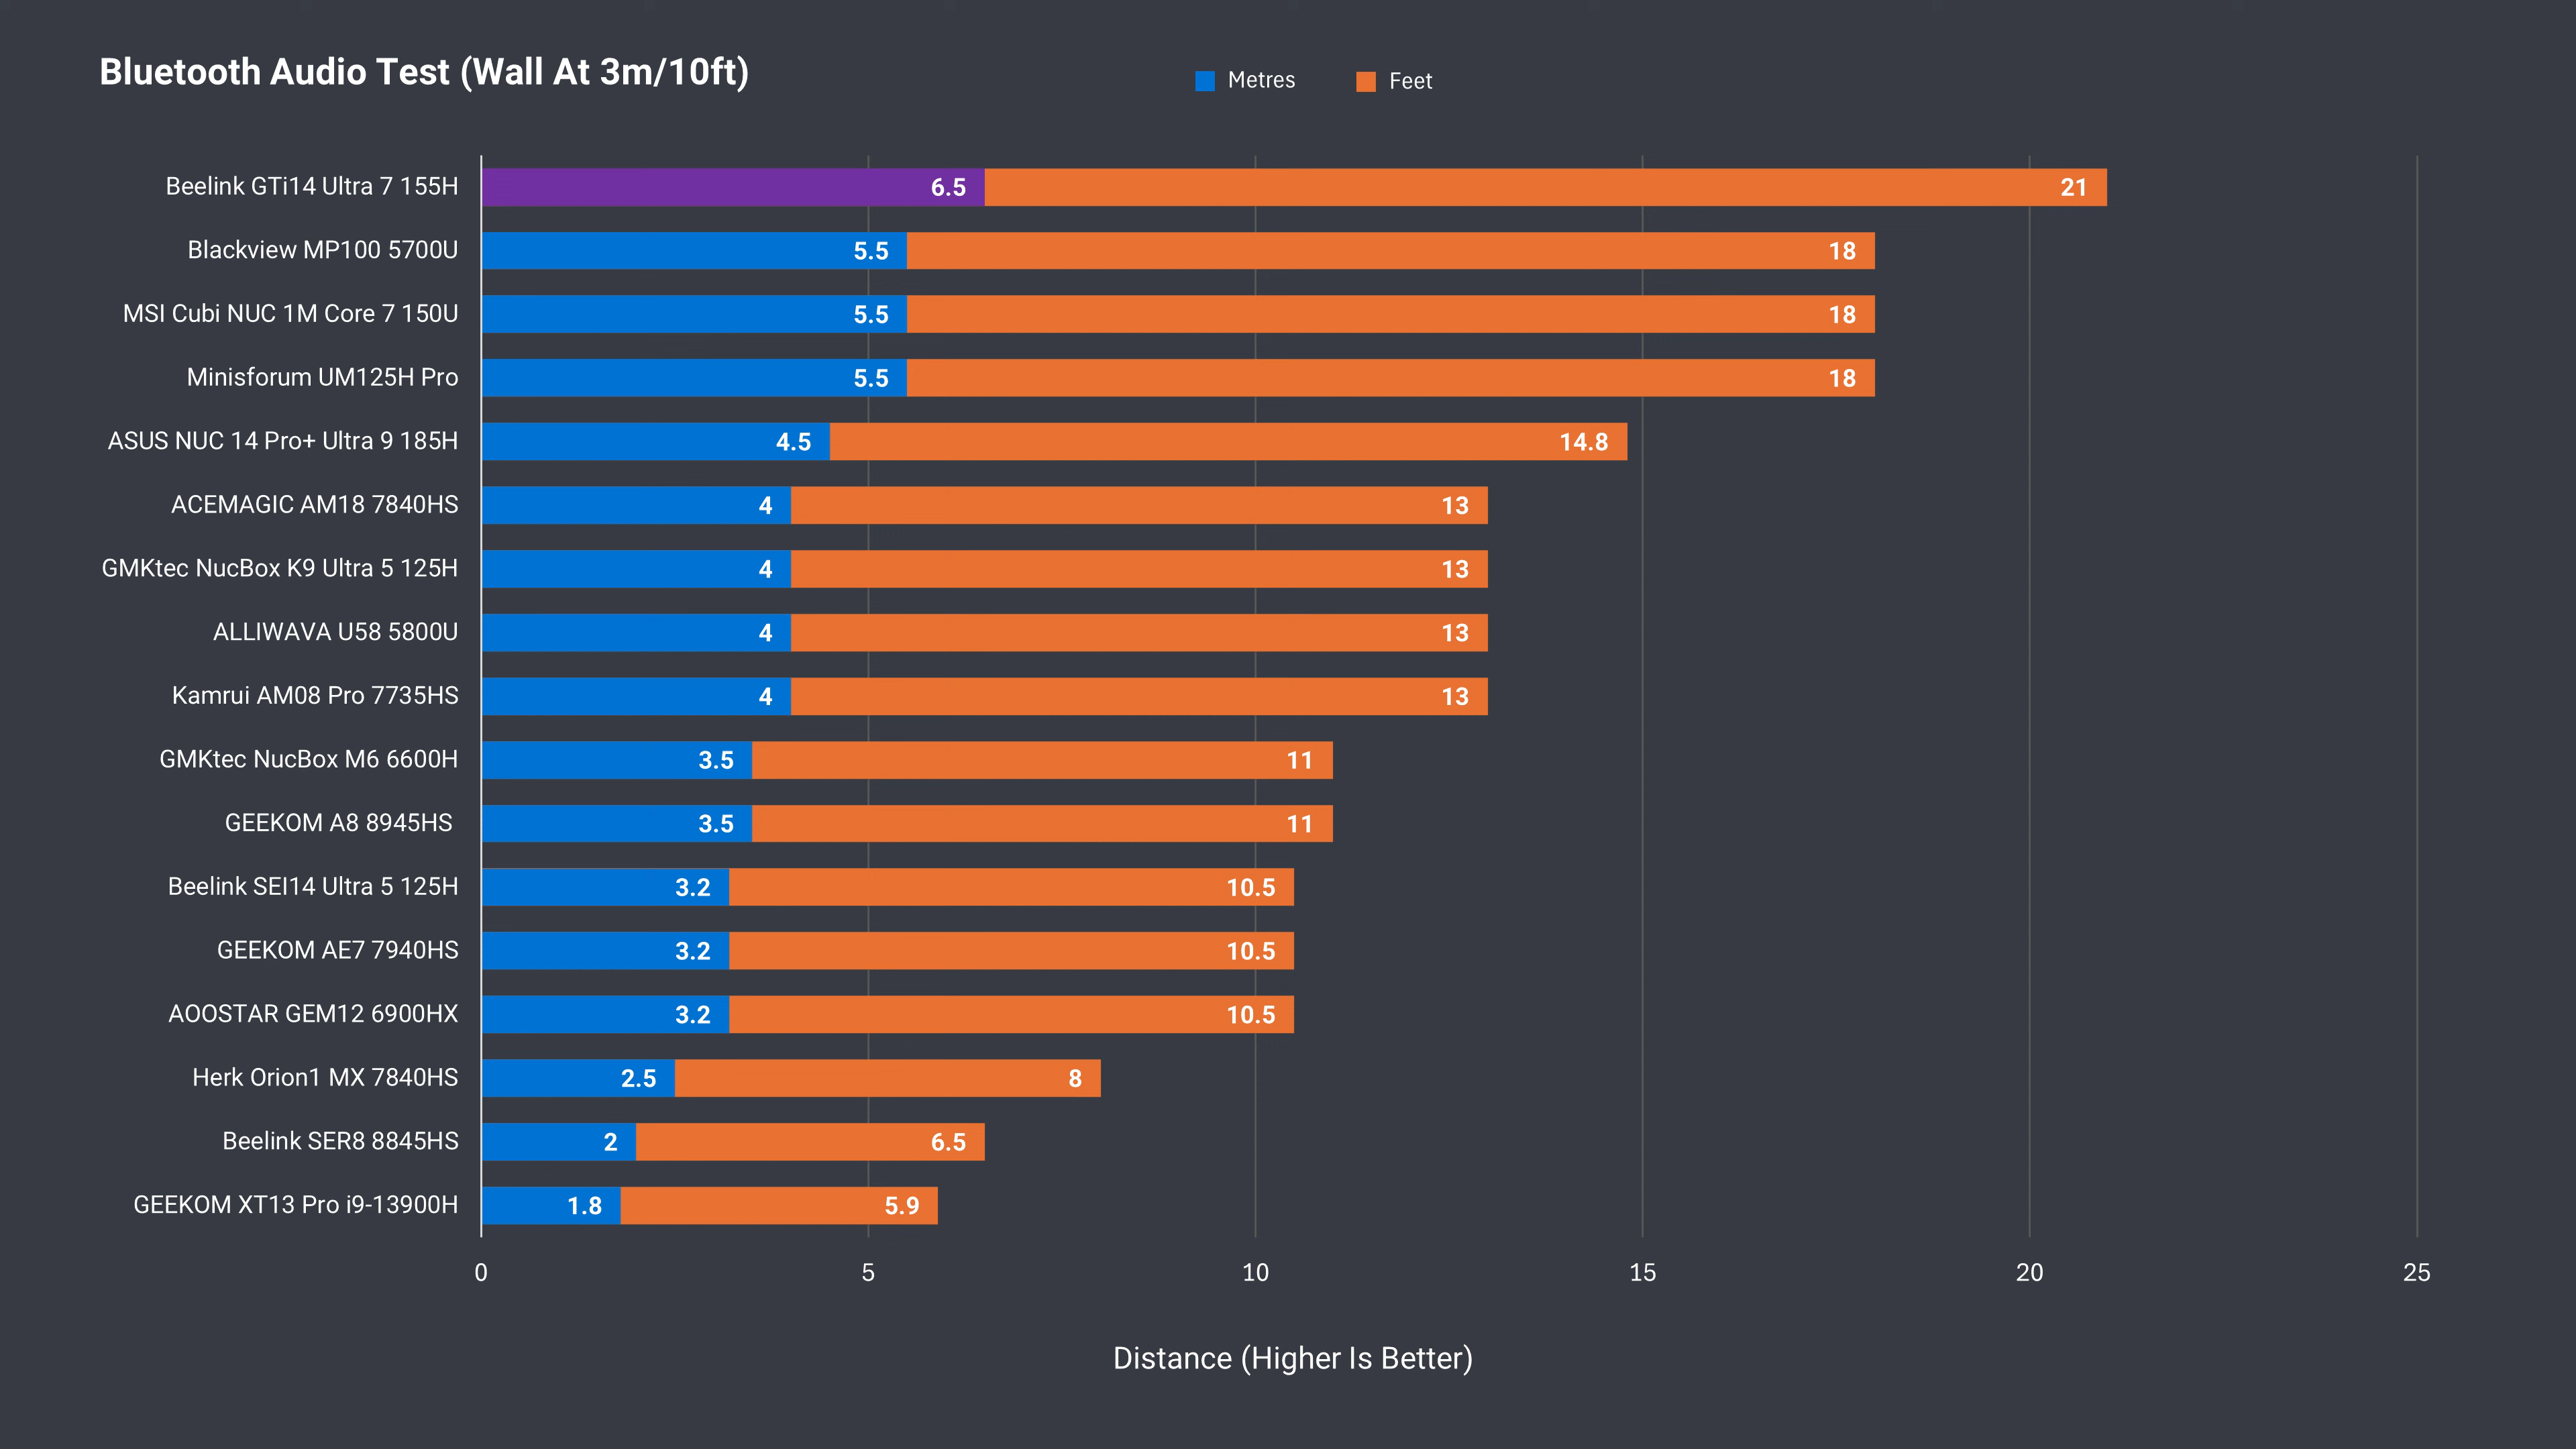 Bluetooth Audio Test (Wall At 3m/10ft)
Metres Feet
Beelink GTi14 Ultra 7 155H 6.5 21
Blackview MP100 5700U 5.5 18
MSI Cubi NUC 1M Core 7 150U 5.5 18
Minisforum UM125H Pro 5.5 18
ASUS NUC 14 Pro+ Ultra 9 185H 4.5 14.8
ACEMAGIC AM18 7840HS 4 13
GMKtec NucBox K9 Ultra 5 125H 4 13
ALLIWAVA U58 5800U 4 13
Kamrui AM08 Pro 7735HS 4 13
GMKtec NucBox M6 6600H 3.5 11
GEEKOM A8 8945HS 3.5 11
Beelink SEI14 Ultra 5 125H 3.2 10.5
GEEKOM AE7 7940HS 3.2 10.5
AOOSTAR GEM12 6900HX 3.2 10.5
Herk Orion1 MX 7840HS 2.5 8
Beelink SER8 8845HS 2 6.5
GEEKOM XT13 Pro i9-13900H 1.8 5.9
0 5 10 15 20 25
Distance (Higher Is Better)